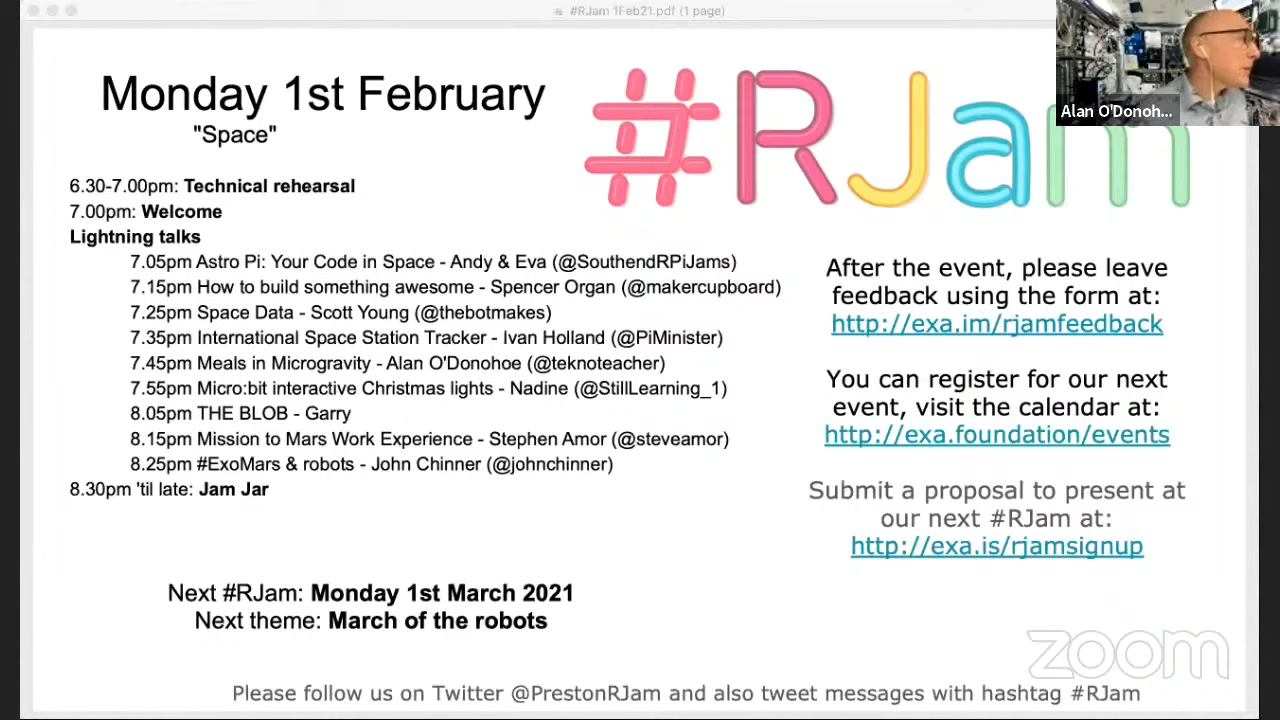 #RJam 1Feb21.pdf (1 page)
Monday 1st February
"Space"
#RJam
Alan O'Donoh...
6.30-7.00pm: Technical rehearsal
7.00pm: Welcome
Lightning talks
7.05pm Astro Pi: Your Code in Space - Andy & Eva (@SouthendRPiJams)
7.15pm How to build something awesome - Spencer Organ (@makercupboard)
7.25pm Space Data - Scott Young (@thebotmakes)
7.35pm International Space Station Tracker - Ivan Holland (@PiMinister)
7.45pm Meals in Microgravity - Alan O'Donohoe (@teknoteacher)
7.55pm Micro:bit interactive Christmas lights - Nadine (@StillLearning_1)
8.05pm THE BLOB - Garry
8.15pm Mission to Mars Work Experience - Stephen Amor (@steveamor)
8.25pm #ExoMars & robots - John Chinner (@johnchinner)
8.30pm 'til late: Jam Jar
After the event, please leave
feedback using the form at:
http://exa.im/rjamfeedback
You can register for our next
event, visit the calendar at:
http://exa.foundation/events
Submit a proposal to present at
our next #RJam at:
http://exa.is/rjamsignup
Next #RJam: Monday 1st March 2021
Next theme: March of the robots
zoom
Please follow us on Twitter @PrestonRJam and also tweet messages with hashtag #RJam